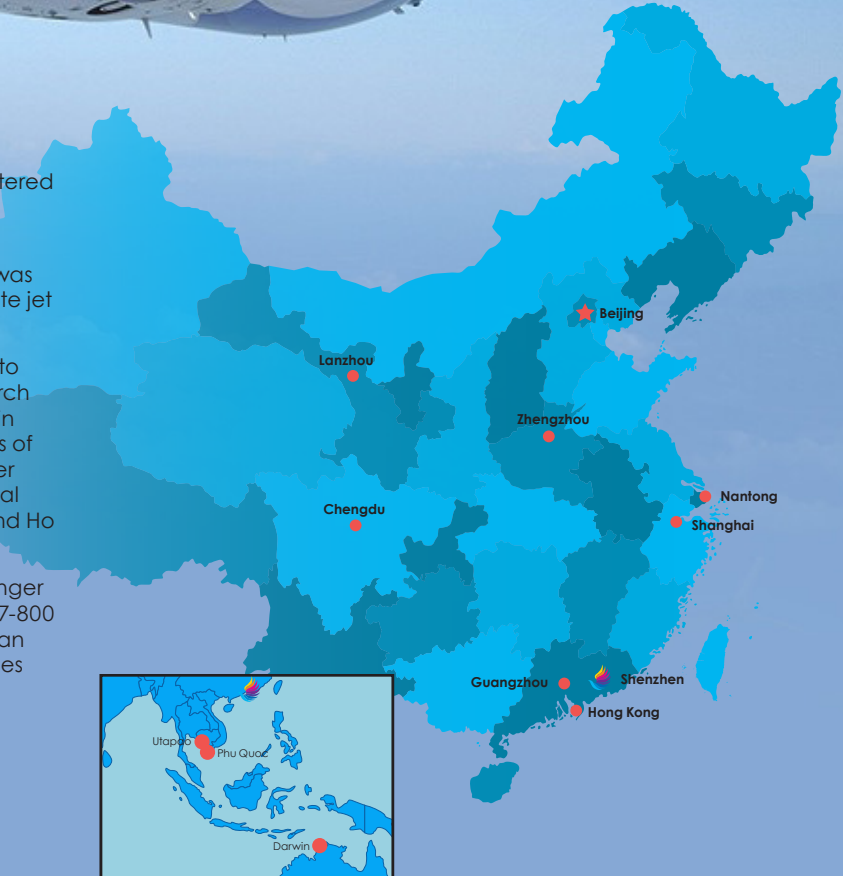 tered
was
te jet
to
rch
n
s of
er
al
nd Ho
nger
7-800
an
es
Beijing
Lanzhou
Zhengzhou
Chengdu
Nantong
Shanghai
Guangzhou
Shenzhen
Hong Kong
Utapao
Phu Quoc
Darwin